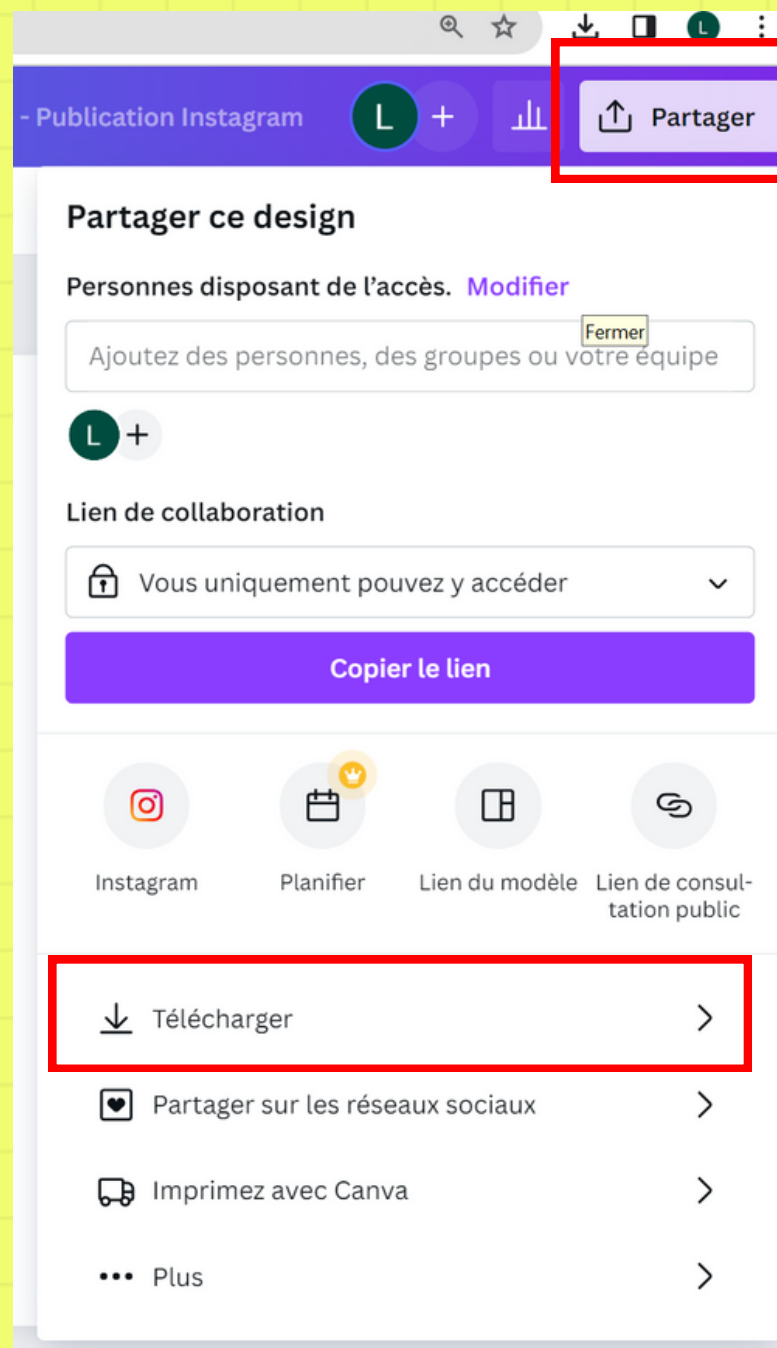 L
- Publication Instagram
L
+
Partager
Partager ce design
Personnes disposant de l’accès. Modifier
Fermer
Ajoutez des personnes, des groupes ou votre équipe
L
+
Lien de collaboration
Vous uniquement pouvez y accéder
Copier le lien
Instagram
Planifier
Lien du modèle
Lien de consul-
tation public
Télécharger
Partager sur les réseaux sociaux
Imprimez avec Canva
Plus